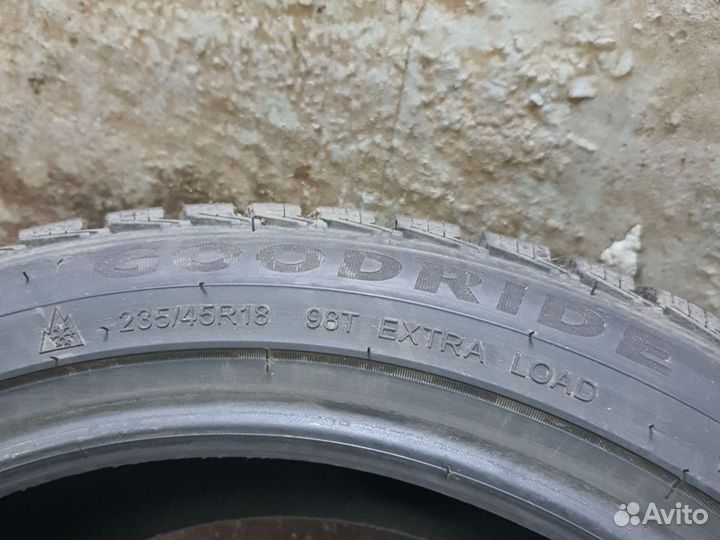 GOODRIDE
235/45R18 98T EXTRA LOAD
Avito